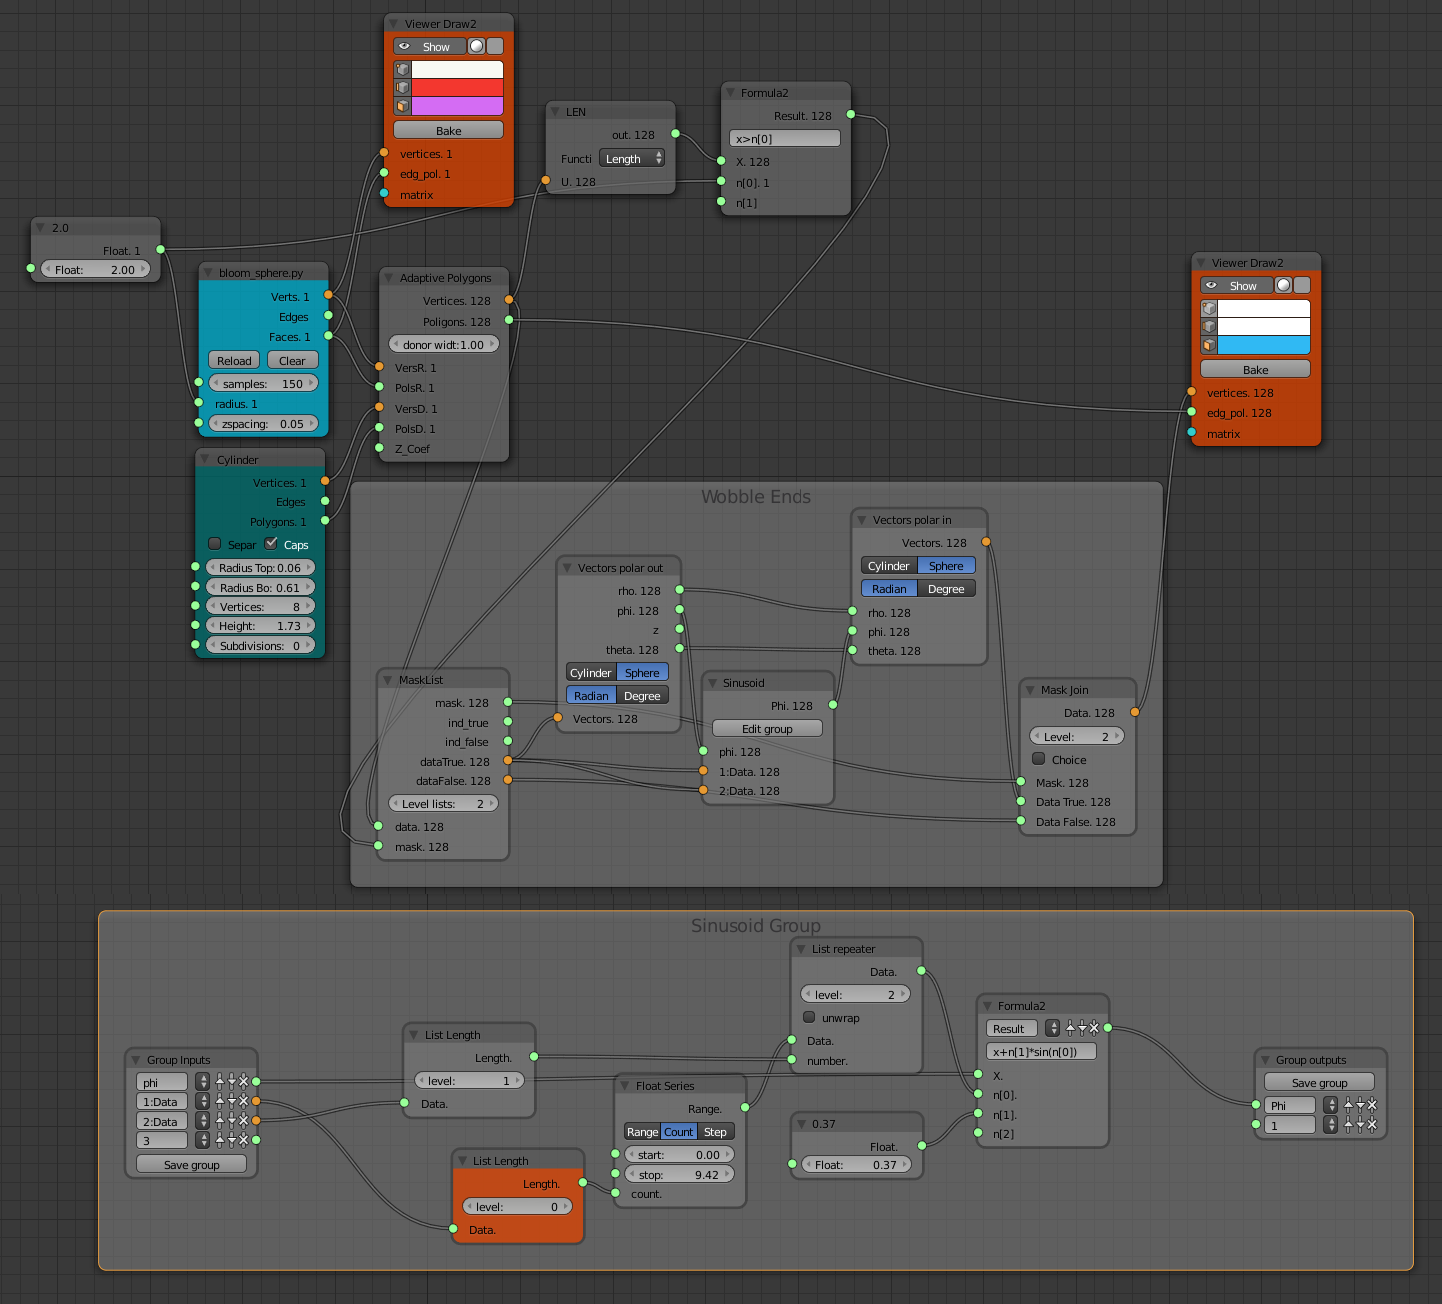 Viewer Draw2
Show
Bake
vertices. 1
edg_pol. 1
matrix
LEN
out. 128
Functi Length
U. 128
Formula2
Result. 128
x>n[0]
X. 128
n[0]. 1
n[1]
2.0
Float. 1
Float: 2.00
bloom_sphere.py
Verts. 1
Edges
Faces. 1
Reload Clear
samples: 150
radius. 1
zspacing: 0.05
Adaptive Polygons
Vertices. 128
Poligons. 128
donor widt:1.00
VersR. 1
PolsR. 1
VersD. 1
PolsD. 1
Z_Coef
Viewer Draw2
Show
Bake
vertices. 128
edg_pol. 128
matrix
Cylinder
Vertices. 1
Edges
Polygons. 1
Separ Caps
Radius Top: 0.06
Radius Bo: 0.61
Vertices: 8
Height: 1.73
Subdivisions: 0
Wobble Ends
MaskList
mask. 128
ind_true
ind_false
dataTrue. 128
dataFalse. 128
Level lists: 2
data. 128
mask. 128
Vectors polar out
rho. 128
phi. 128
z
theta. 128
Cylinder Sphere
Radian Degree
Vectors. 128
Sinusoid
Phi. 128
Edit group
phi. 128
1:Data. 128
2:Data. 128
Vectors polar in
Vectors. 128
Cylinder Sphere
Radian Degree
rho. 128
phi. 128
theta. 128
Mask Join
Data. 128
Level: 2
Choice
Mask. 128
Data True. 128
Data False. 128
Sinusoid Group
Group Inputs
phi
1:Data
2:Data
3
Save group
List Length
Length.
level: 1
Data.
List Length
Length.
level: 0
Data.
Float Series
Range.
Range Count Step
start: 0.00
stop: 9.42
count.
List repeater
Data.
level: 2
unwrap
Data.
number.
0.37
Float.
Float: 0.37
Formula2
Result
x+n[1]*sin(n[0])
X.
n[0].
n[1].
n[2]
Group outputs
Save group
Phi
1